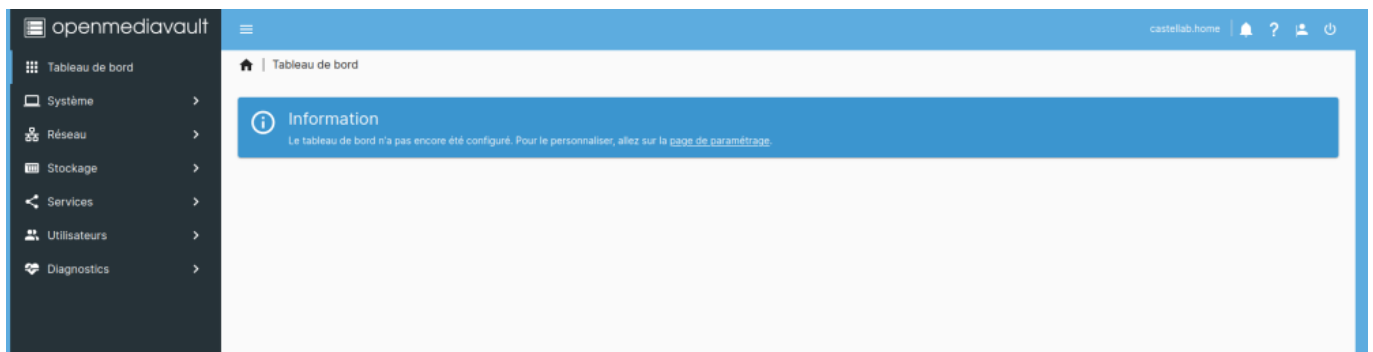 openmediavault
castellab.home
?
Tableau de bord
Tableau de bord
Système
Réseau
Stockage
Services
Utilisateurs
Diagnostics
Information
Le tableau de bord n'a pas encore été configuré. Pour le personnaliser, allez sur la page de paramétrage.